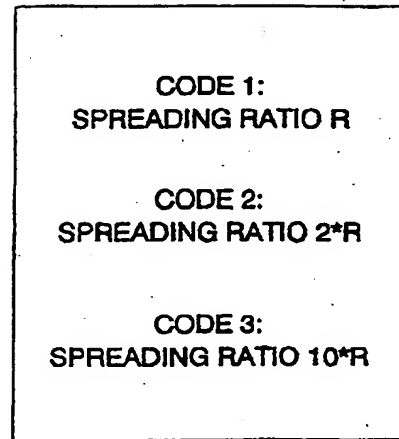 CODE 1:
SPREADING RATIO R
CODE 2:
SPREADING RATIO 2*R
CODE 3:
SPREADING RATIO 10*R